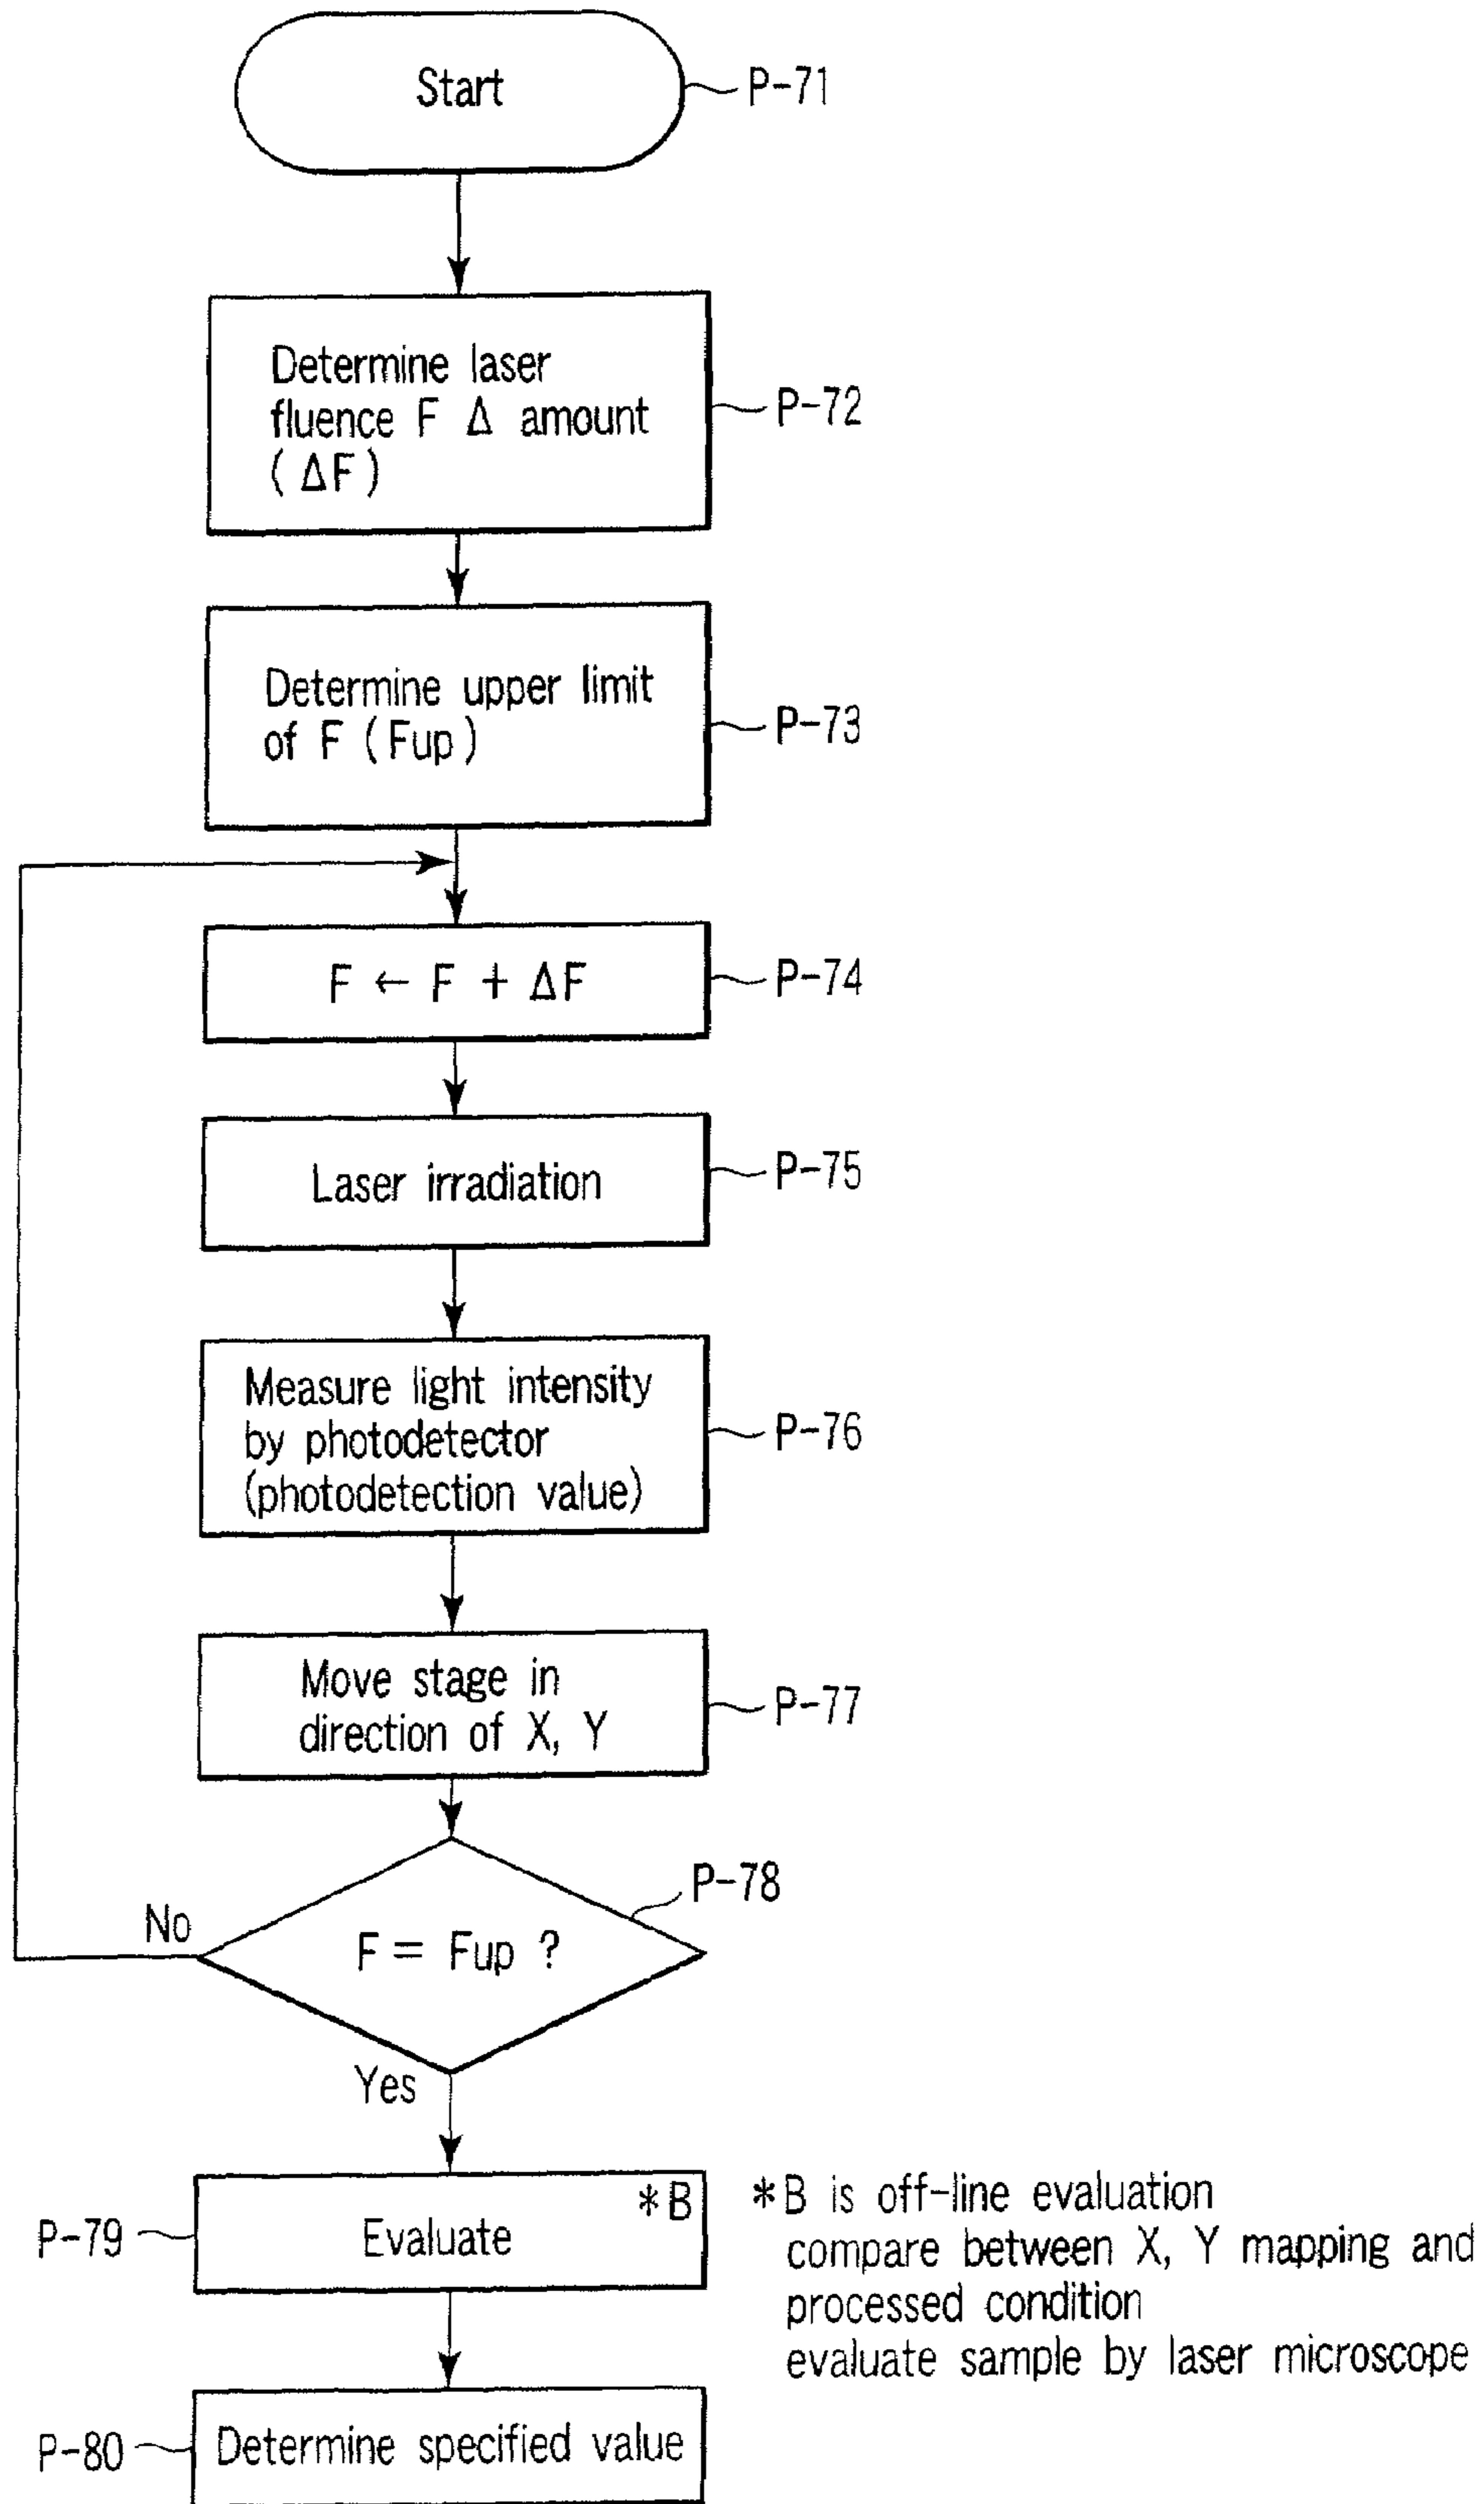 Start
P-71
Determine laser
fluence F Δ amount
(ΔF)
P-72
Determine upper limit
of F (Fup)
P-73
F ← F + ΔF
P-74
Laser irradiation
P-75
Measure light intensity
by photodetector
(photodetection value)
P-76
Move stage in
direction of X, Y
P-77
P-78
No
F = Fup ?
Yes
P-79
Evaluate
*B
*B is off-line evaluation
compare between X, Y mapping and
processed condition
evaluate sample by laser microscope
P-80
Determine specified value